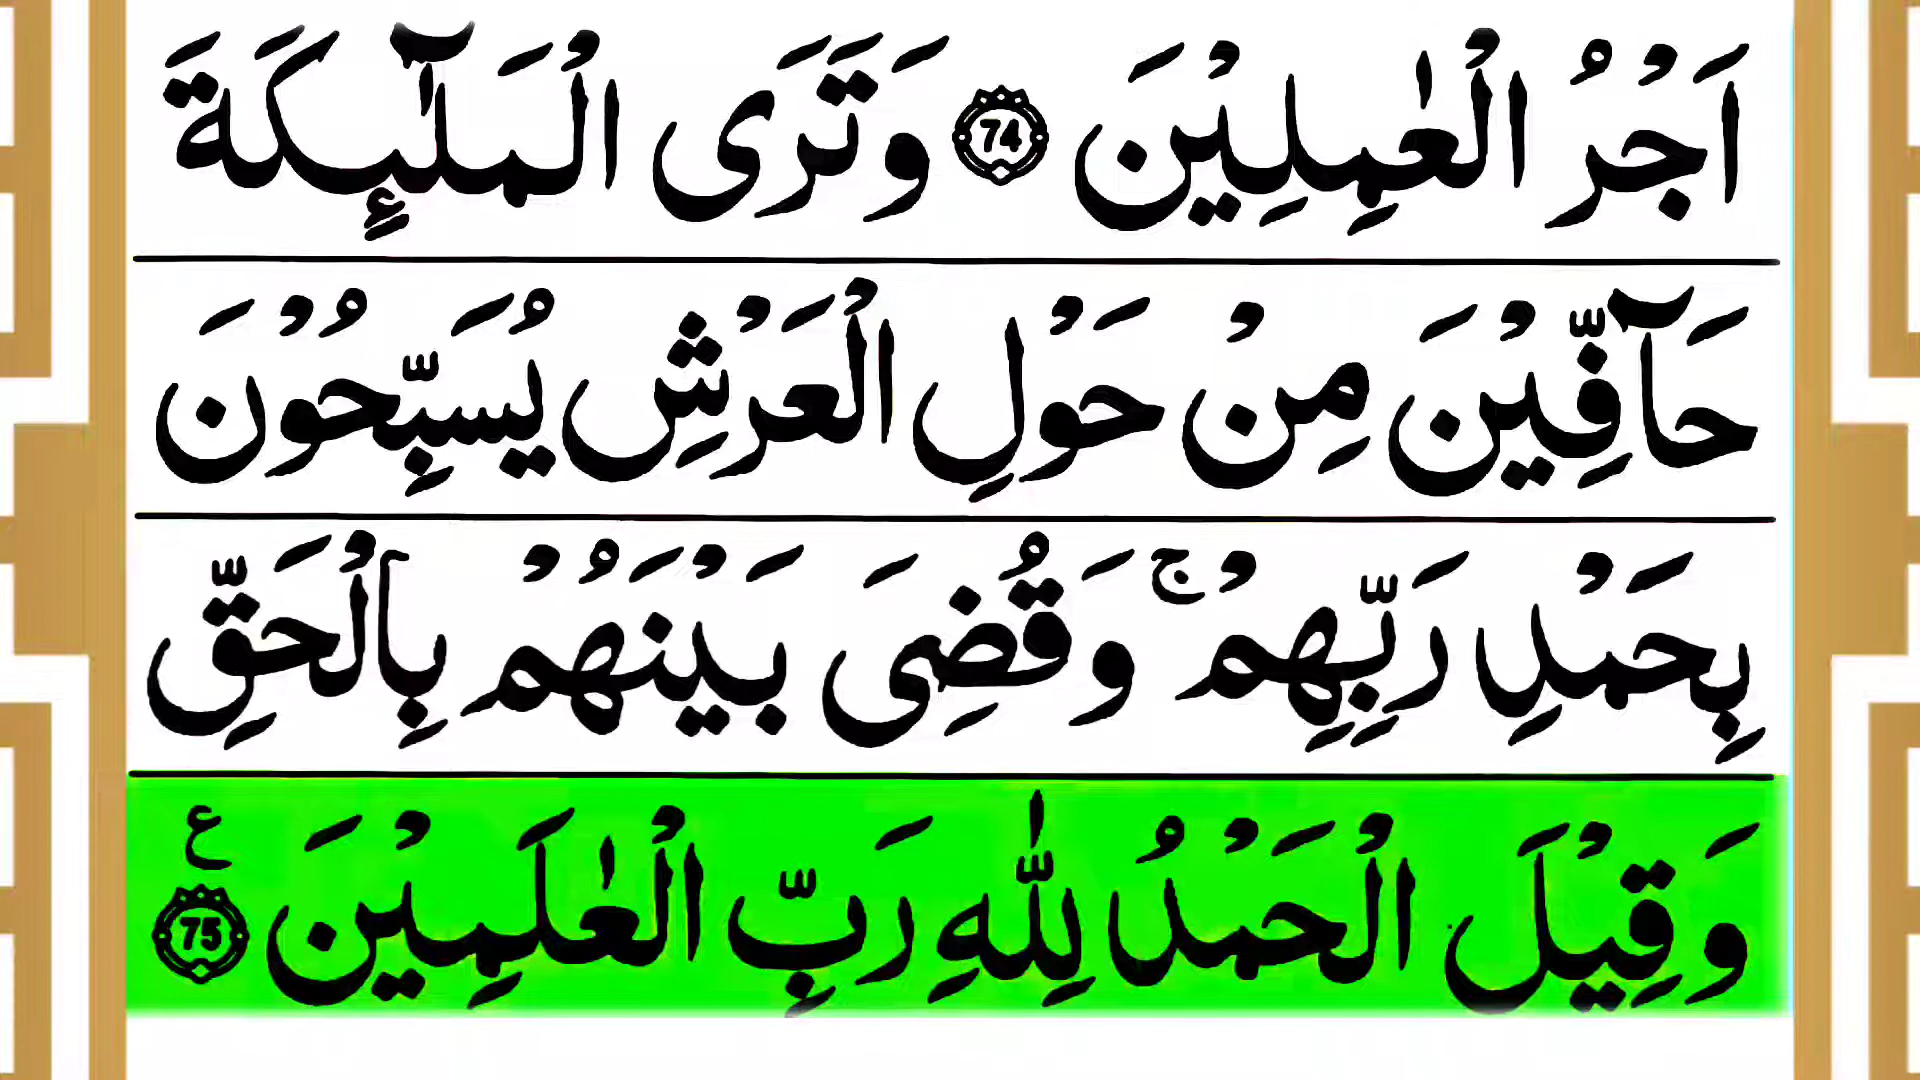 اَجْرُ الْعٰمِلِيْنَ 74 وَتَرَى الْمَلٰٓئِكَةَ
حَآفِّيْنَ مِنْ حَوْلِ الْعَرْشِ يُسَبِّحُوْنَ
بِحَمْدِ رَبِّهِمْ ۚ وَقُضِىَ بَيْنَهُمْ بِالْحَقِّ
وَقِيْلَ الْحَمْدُ لِلّٰهِ رَبِّ الْعٰلَمِيْنَ 75 ع